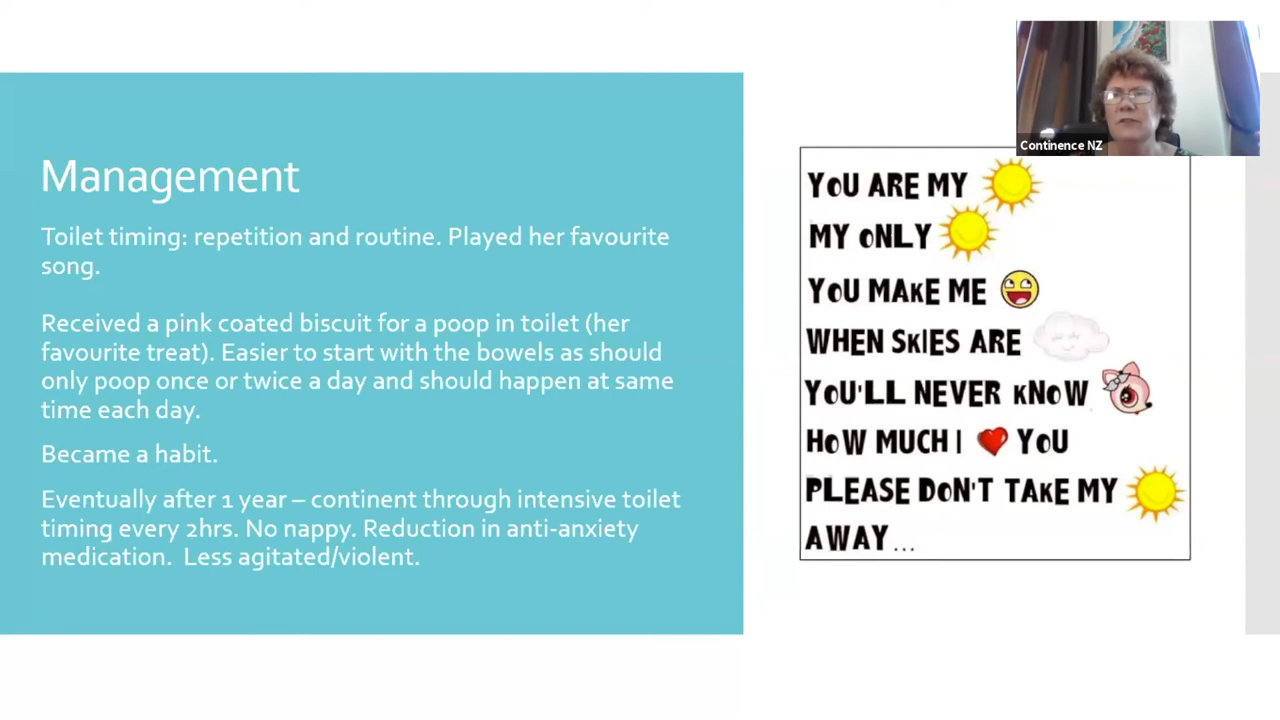 Management
Toilet timing: repetition and routine. Played her favourite
song.
Received a pink coated biscuit for a poop in toilet (her
favourite treat). Easier to start with the bowels as should
only poop once or twice a day and should happen at same
time each day.
Became a habit.
Eventually after 1 year – continent through intensive toilet
timing every 2hrs. No nappy. Reduction in anti-anxiety
medication.  Less agitated/violent.
Continence NZ
YOU ARE MY
MY ONLY
YOU MAKE ME
WHEN SKIES ARE
YOU'LL NEVER KNOW
HOW MUCH I YOU
PLEASE DON'T TAKE MY
AWAY...